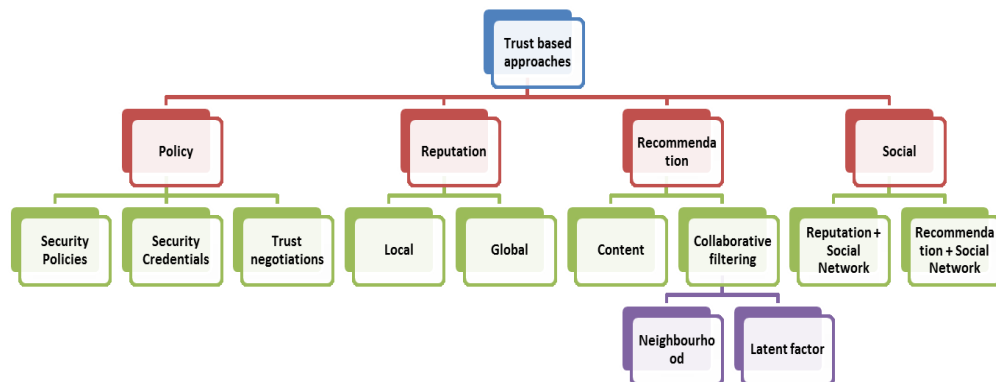 Trust based
approaches
Policy
Reputation
Recommenda
tion
Social
Security
Policies
Security
Credentials
Trust
negotiations
Local
Global
Content
Collaborative
filtering
Reputation +
Social
Network
Recommenda
tion + Social
Network
Neighbourho
od
Latent factor